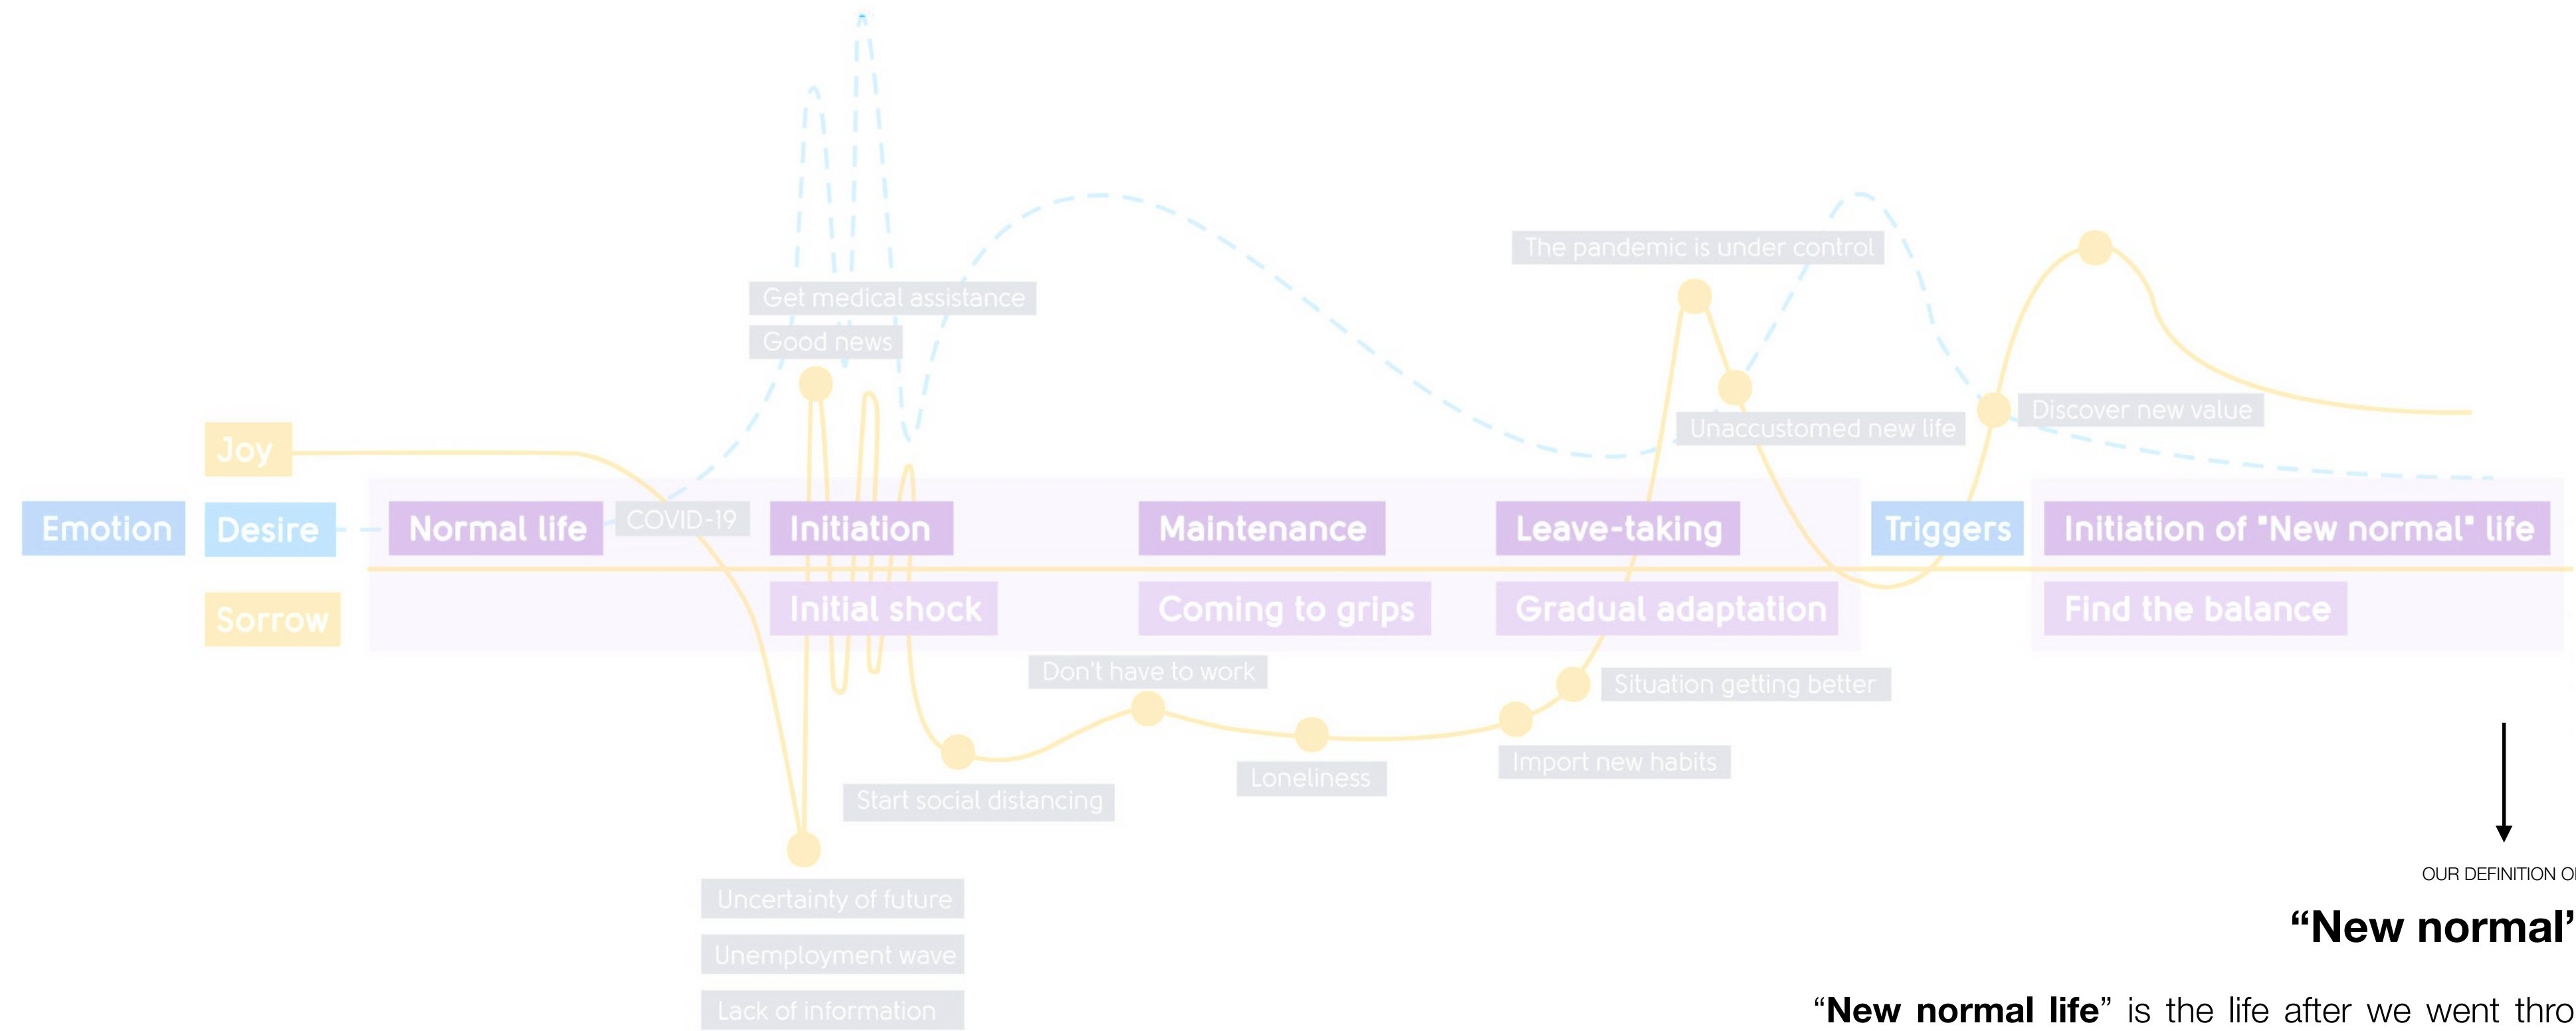 The pandemic is under control
Get medical assistance
Good news
Discover new value
Unaccustomed new life
Joy
COVID-19
Emotion
Desire
Normal life
Initiation
Maintenance
Leave-taking
Triggers
Initiation of "New normal" life
Sorrow
Initial shock
Coming to grips
Gradual adaptation
Find the balance
Don't have to work
Situation getting better
Import new habits
Loneliness
Start social distancing
OUR DEFINITION
Uncertainty of future
“New normal”
Unemployment wave
Lack of information
“New normal life” is the life after we went